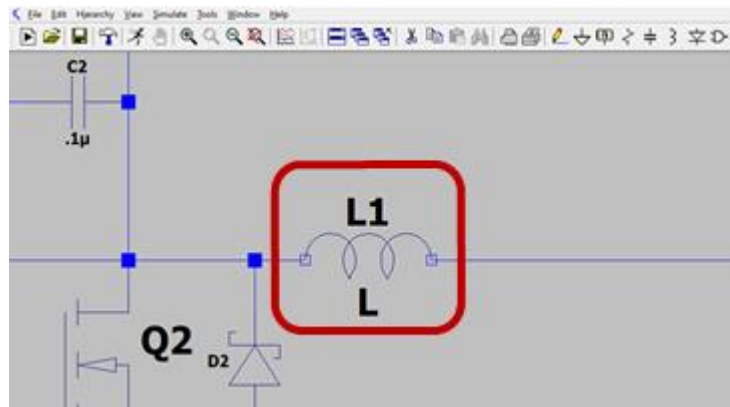 File Edit Hierarchy View Simulate Tools Window Help
C2
.1µ
L1
L
Q2
D2